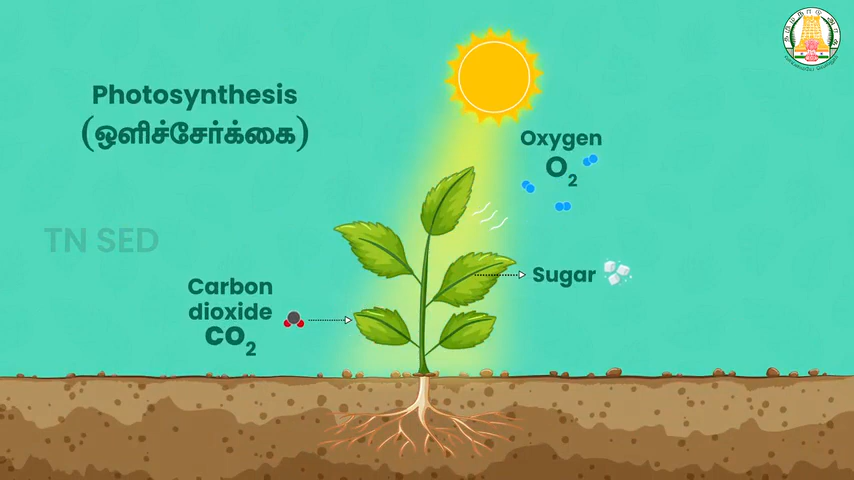 Photosynthesis
(ஒளிச்சேர்க்கை)
Oxygen
O₂
TN SED
Sugar
Carbon
dioxide
CO₂